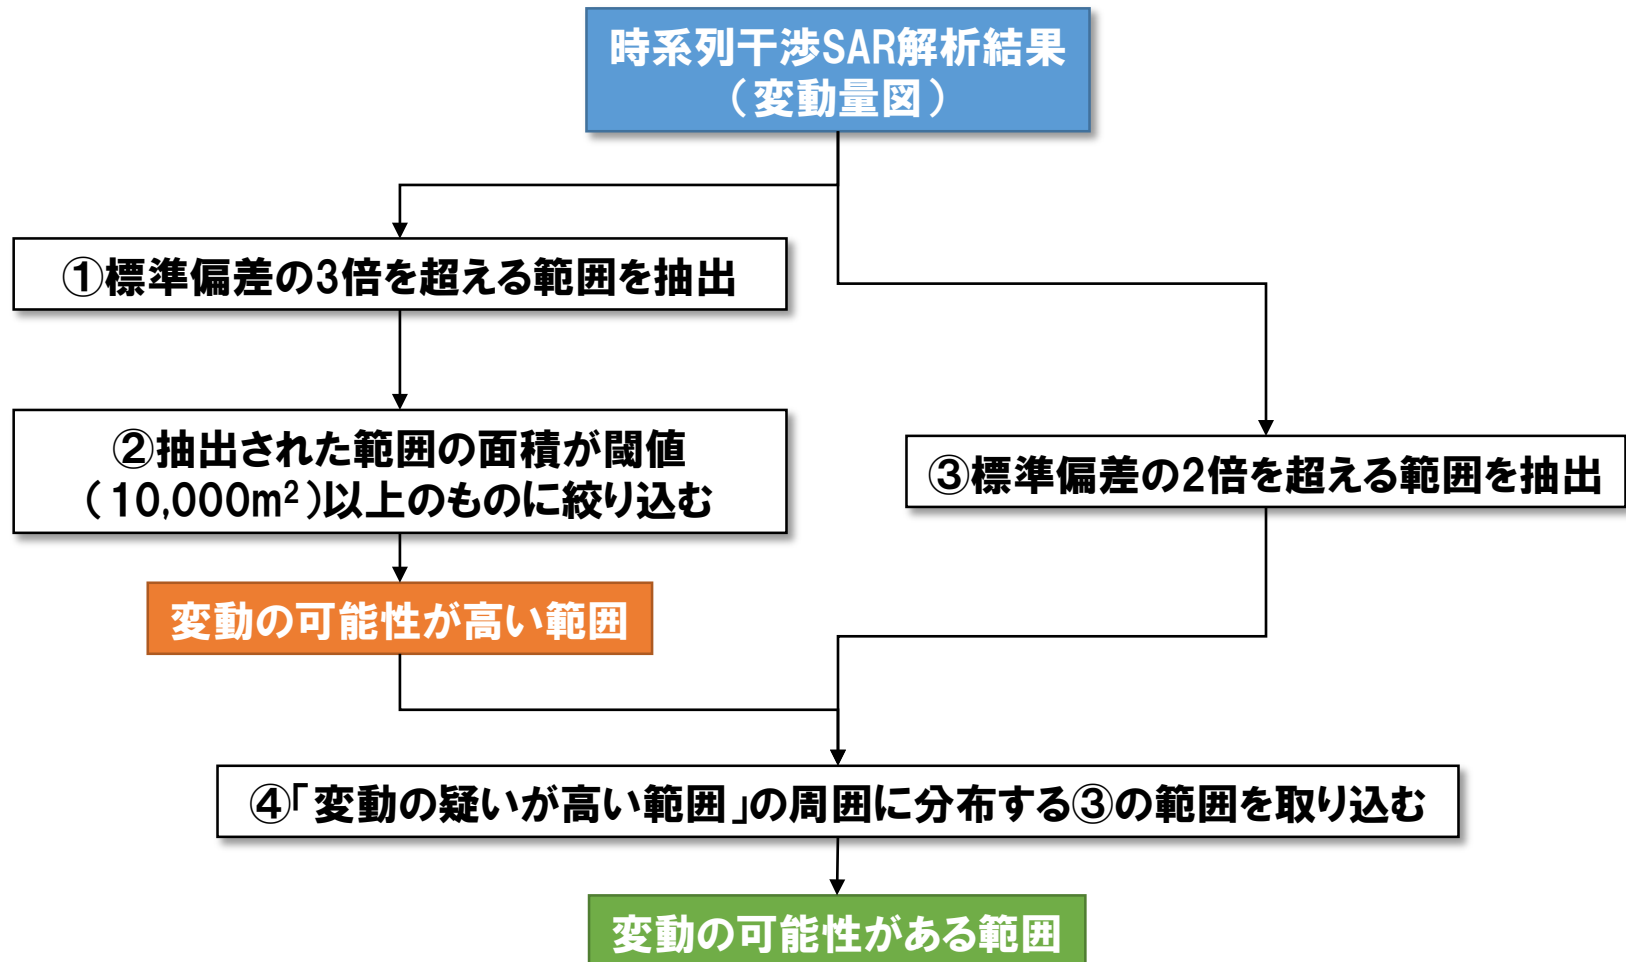 時系列干渉SAR解析結果
（変動量図）
①標準偏差の3倍を超える範囲を抽出
②抽出された範囲の面積が閾値
（10,000m²）以上のものに絞り込む
③標準偏差の2倍を超える範囲を抽出
変動の可能性が高い範囲
④「変動の疑いが高い範囲」の周囲に分布する③の範囲を取り込む
変動の可能性がある範囲